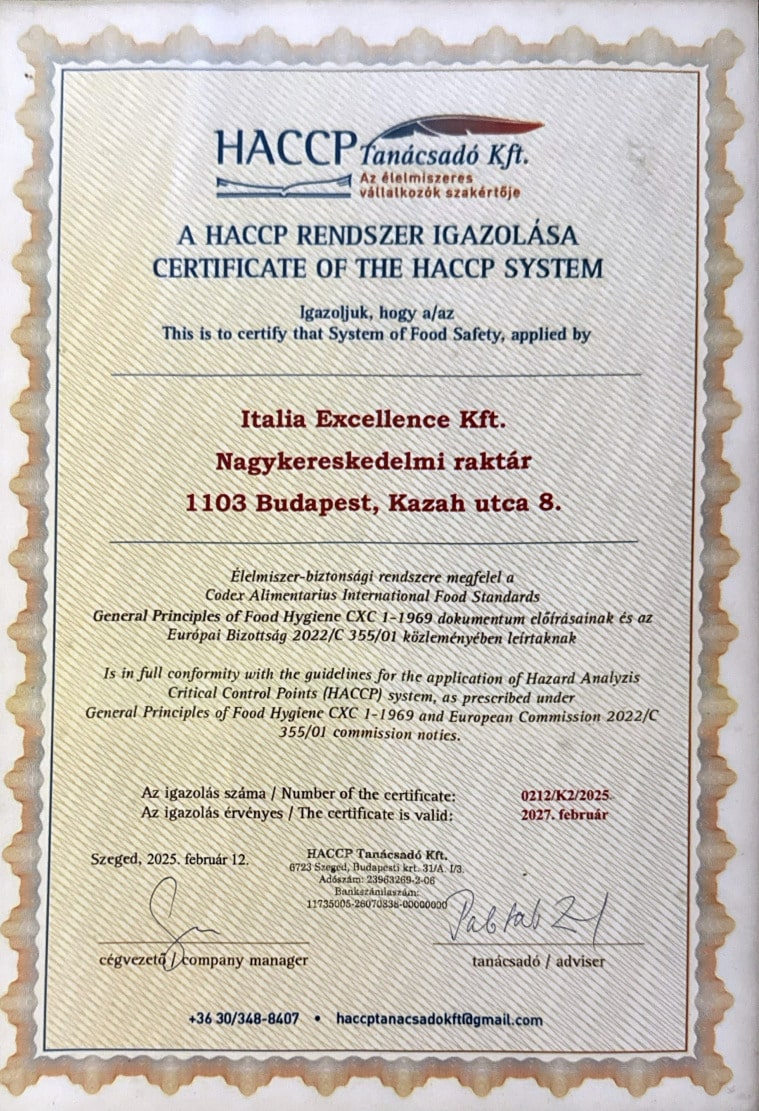 HACCP Tanácsadó Kft.
Az élelmiszeres
vállalkozók szakértője
A HACCP RENDSZER IGAZOLÁSA
CERTIFICATE OF THE HACCP SYSTEM
Igazoljuk, hogy a/az
This is to certify that System of Food Safety, applied by
Italia Excellence Kft.
Nagykereskedelmi raktár
1103 Budapest, Kazah utca 8.
Élelmiszer-biztonsági rendszere megfelel a
Codex Alimentarius International Food Standards
General Principles of Food Hygiene CXC 1-1969 dokumentum előírásainak és az
Európai Bizottság 2022/C 355/01 közleményében leírtaknak
Is in full conformity with the guidelines for the application of Hazard Analyzis
Critical Control Points (HACCP) system, as prescribed under
General Principles of Food Hygiene CXC 1-1969 and European Commission 2022/C
355/01 commission noties.
Az igazolás száma / Number of the certificate: 0212/K2/2025.
Az igazolás érvényes / The certificate is valid: 2027. február
Szeged, 2025. február 12.
HACCP Tanácsadó Kft.
6723 Szeged, Budapesti krt. 31/A. I/3.
Adószám: 23963269-2-06
Bankszámlaszám:
11735005-26070338-00000000
cégvezető / company manager
tanácsadó / adviser
+36 30/348-8407 • haccptanacsadokft@gmail.com